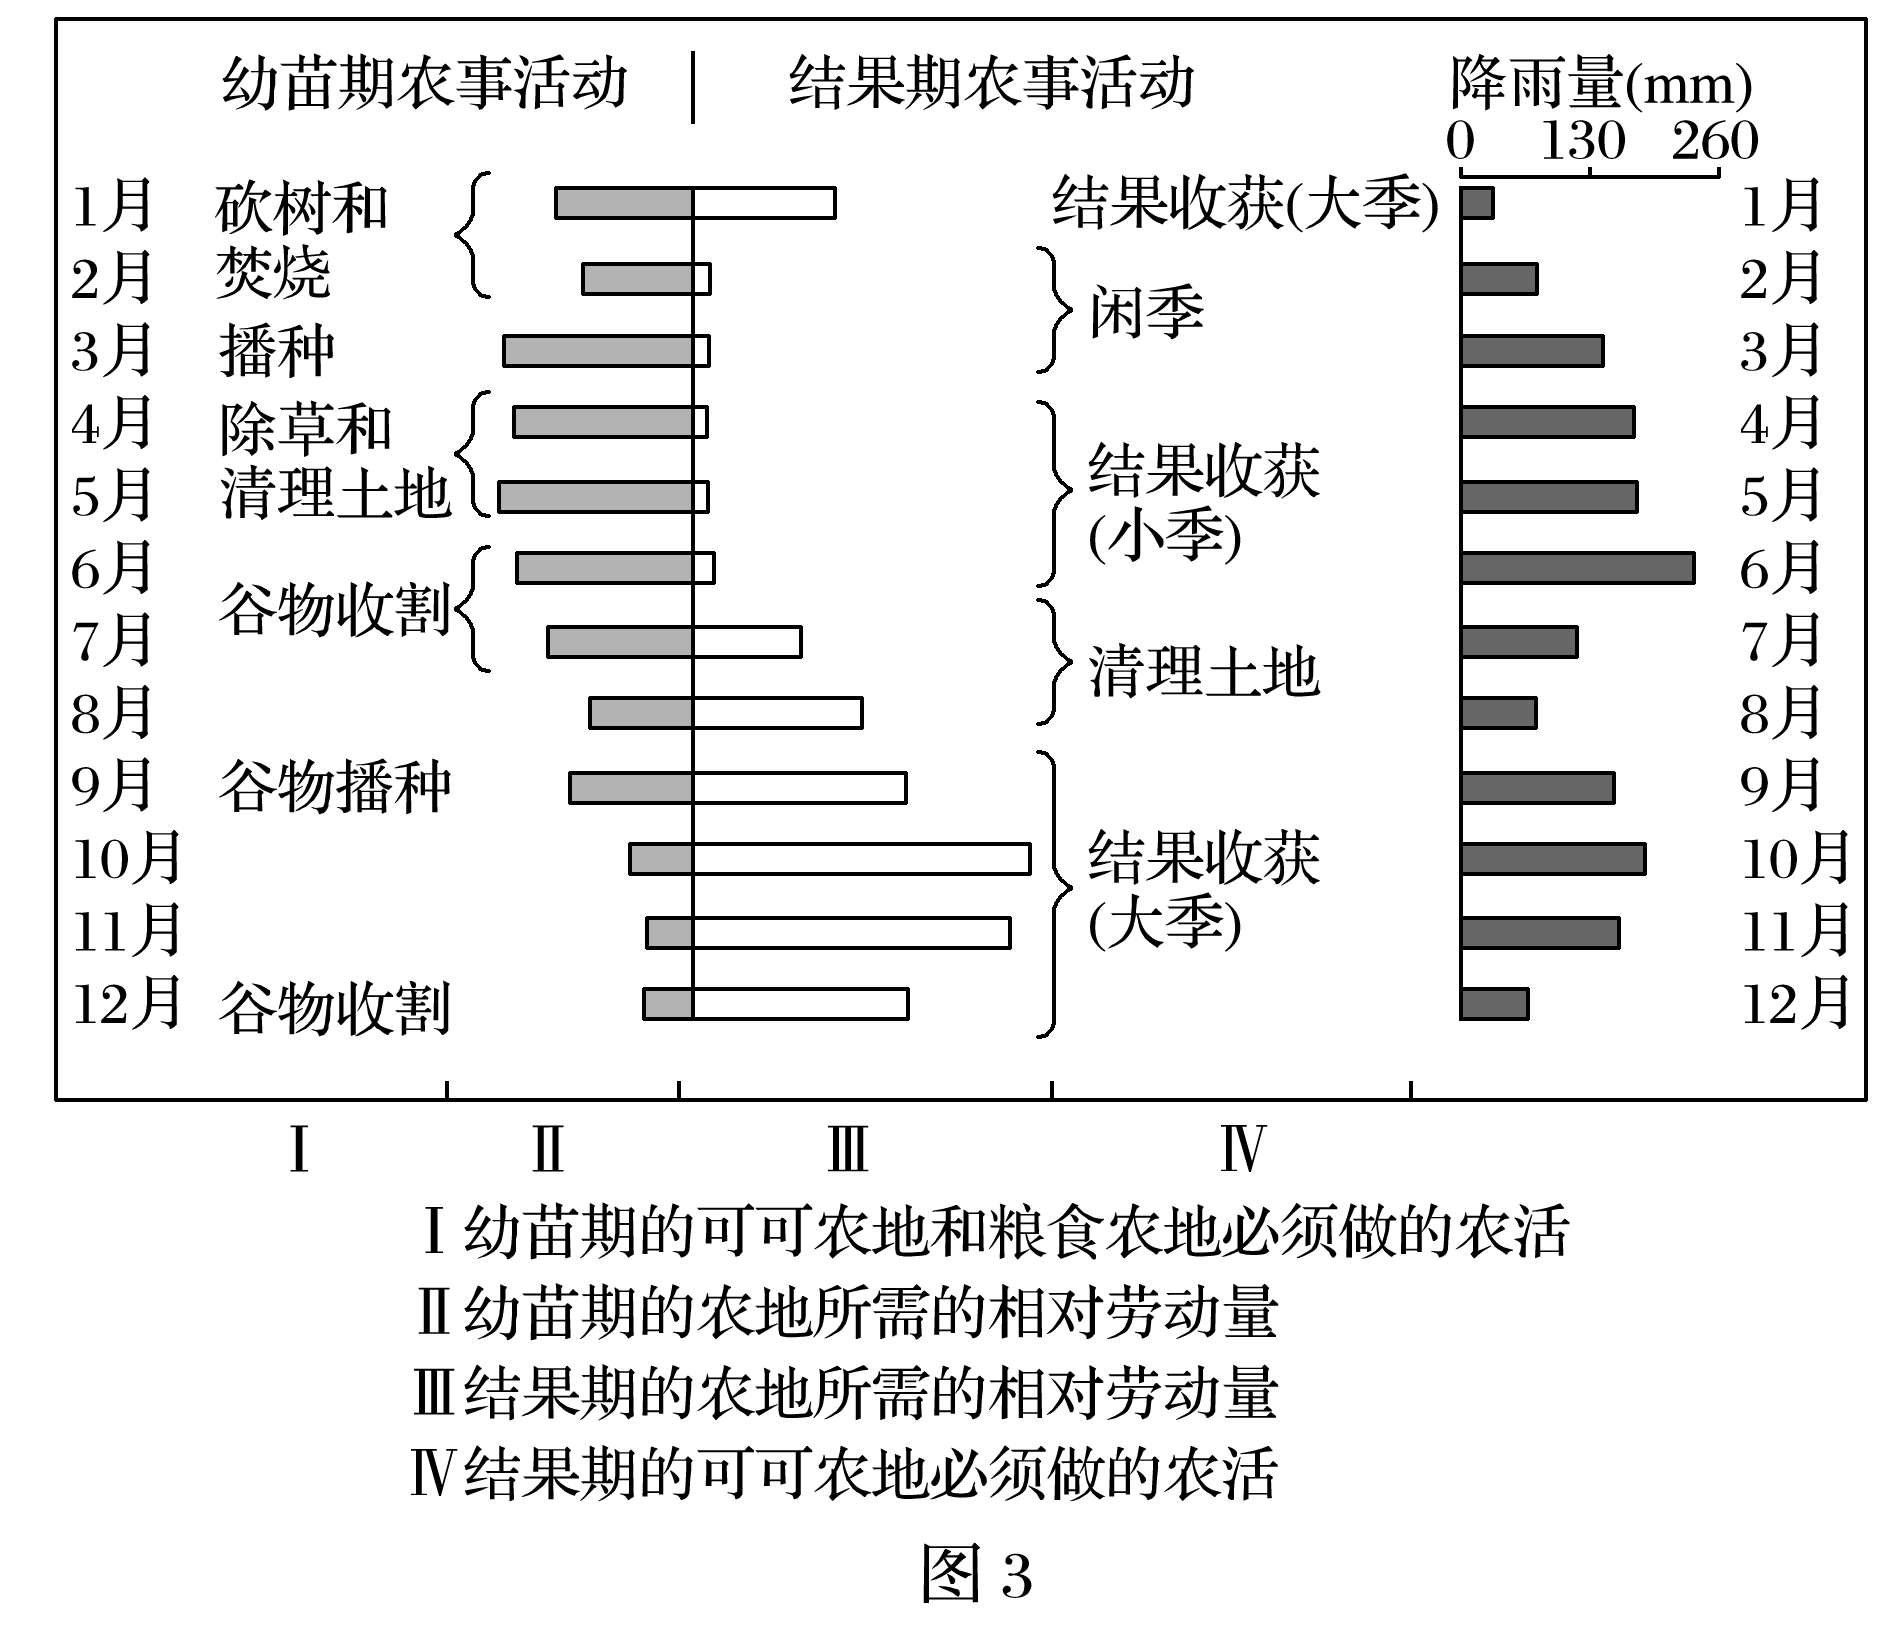 幼苗期农事活动 结果期农事活动 降雨量(mm)
0 130 260
1月 砍树和 结果收获(大季) 1月
2月 焚烧 闲季 2月
3月 播种 3月
4月 除草和 结果收获 4月
5月 清理土地 (小季) 5月
6月 谷物收割 6月
7月 清理土地 7月
8月 8月
9月 谷物播种 9月
10月 结果收获 10月
11月 (大季) 11月
12月 谷物收割 12月
Ⅰ Ⅱ Ⅲ Ⅳ
Ⅰ幼苗期的可可农地和粮食农地必须做的农活
Ⅱ幼苗期的农地所需的相对劳动量
Ⅲ结果期的农地所需的相对劳动量
Ⅳ结果期的可可农地必须做的农活
图 3